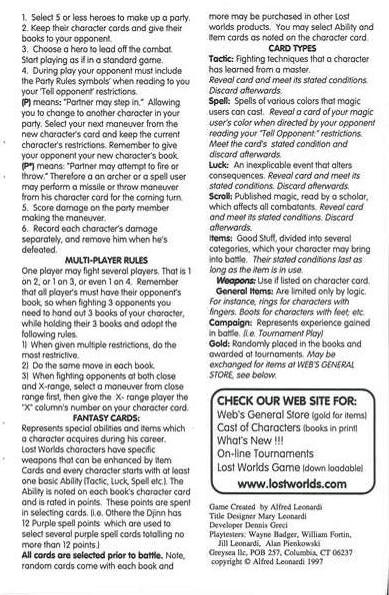 1. Select 5 or less heroes to make up a party.
2. Keep their character cards and give their
books to your opponent.
3. Choose a hero to lead off the combat.
Start playing as if in a standard game.
4. During play your opponent must include
the Party Rules symbols' when reading to you
your 'Tell opponent' restrictions.
(P) means: "Partner may step in." Allowing
you to change to another character in your
party. Select your next maneuver from the
new character's card and keep the current
character's restrictions. Remember to give
your opponent your new character's book.
(P*) means: "Partner may attempt to fire or
throw." Therefore a an archer or a spell user
may perform a missile or throw maneuver
from his character card for the coming turn.
5. Score damage on the party member
making the maneuver.
6. Record each character's damage
separately, and remove him when he's
defeated.
MULTI-PLAYER RULES
One player may fight several players. That is 1
on 2, or 1 on 3, or even 1 on 4. Remember
that all player's must have their opponent's
book, so when fighting 3 opponents you
need to hand out 3 books of your character,
while holding their 3 books and adopt the
following rules.
1) When given multiple restrictions, do the
most restrictive.
2) Do the same move in each book.
3) When fighting opponents at both close
and X-range, select a maneuver from close
range first, then give the X- range player the
"X" column's number on your character card.
FANTASY CARDS:
Represents special abilities and items which
a character acquires during his career.
Lost Worlds characters have specific
weapons that can be enhanced by Item
Cards and every character starts with at least
one basic Ability (Tactic, Luck, Spell etc.). The
Ability is noted on each book's character card
and is rated in points. These points are spent
in selecting cards. (i.e. Othere the Djinn has
12 Purple spell points which are used to
select several purple spell cards totalling no
more than 12 points.)
All cards are selected prior to battle. Note,
random cards come with each book and
more may be purchased in other Lost
worlds products. You may select Ability and
Item cards as noted on the character card.
CARD TYPES
Tactic: Fighting techniques that a character
has learned from a master.
Reveal card and meet its stated conditions.
Discard afterwards.
Spell: Spells of various colors that magic
users can cast. Reveal a card of your magic
user's color when directed by your opponent
reading your "Tell Opponent:" restrictions.
Meet the card's stated condition and
discard afterwards.
Luck: An inexplicable event that alters
consequences. Reveal card and meet its
stated conditions. Discard afterwards.
Scroll: Published magic, read by a scholar,
which affects all combatants. Reveal card
and meet its stated conditions. Discard
afterwards.
Items: Good Stuff, divided into several
categories, which your character may bring
into battle. Their stated conditions last as
long as the item is in use.
Weapons: Use if listed on character card.
General Items: Are limited only by logic.
For instance, rings for characters with
fingers. Boots for characters with feet; etc.
Campaign: Represents experience gained
in battle. (i.e. Tournament Play)
Gold: Randomly placed in the books and
awarded at tournaments. May be
exchanged for items at WEB'S GENERAL
STORE, see below.
CHECK OUR WEB SITE FOR:
Web's General Store (gold for items)
Cast of Characters (books in print)
What's New !!!
On-line Tournaments
Lost Worlds Game (down loadable)
www.lostworlds.com
Game Created by Alfred Leonardi
Title Designer Mary Leonardi
Developer Dennis Greci
Playtesters: Wayne Badger, William Fortin,
Jill Leonardi, Alan Pienkowski
Greysea llc, POB 257, Columbia, CT 06237
copyright © Alfred Leonardi 1997